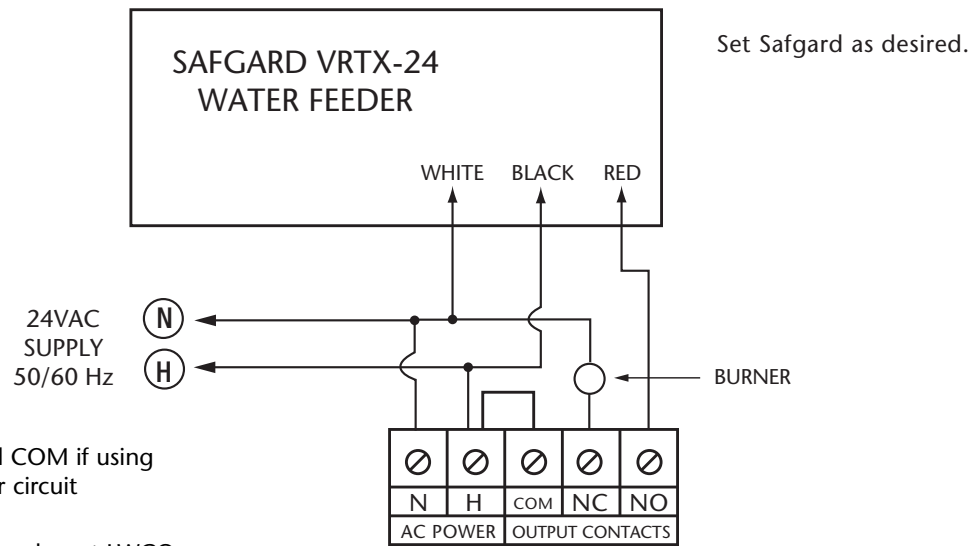 SAFGARD VRTX-24
WATER FEEDER
Set Safgard as desired.
WHITE BLACK RED
24VAC
SUPPLY
50/60 Hz
N
H
BURNER
COM if using
circuit
N H COM NC NO
AC POWER OUTPUT CONTACTS